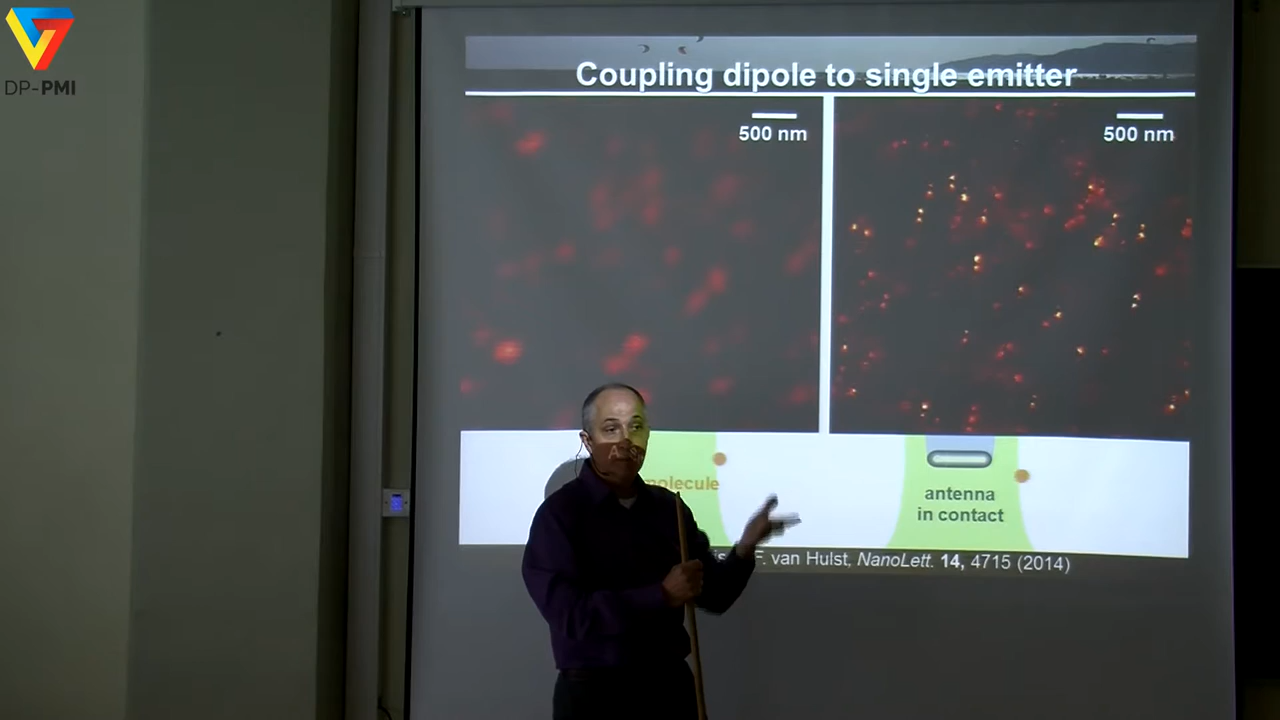 DP-PMI
Coupling dipole to single emitter
500 nm
500 nm
antenna
in contact
F. van Hulst, NanoLett. 14, 4715 (2014)